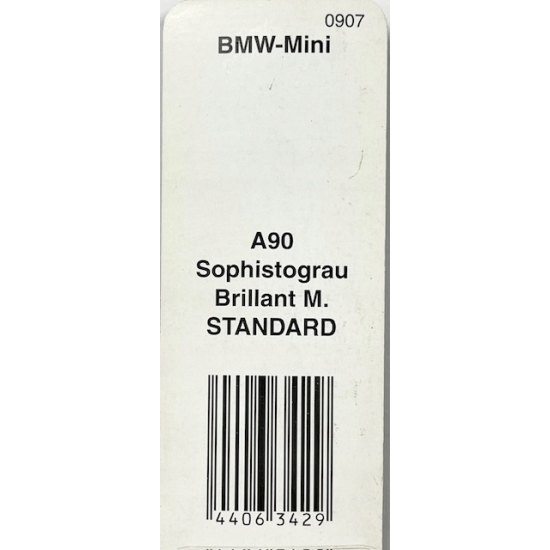 0907
BMW-Mini
A90
Sophistograu
Brillant M.
STANDARD
4406 3429